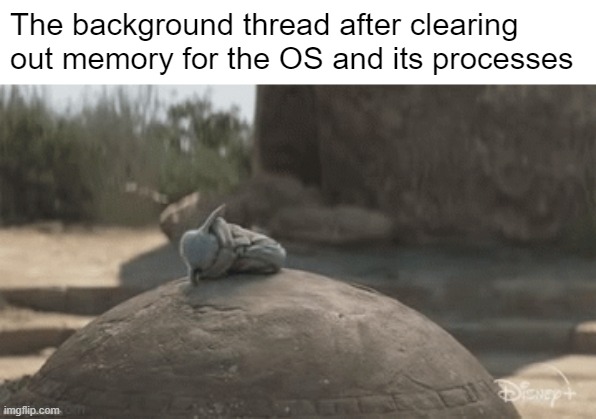 The background thread after clearing
out memory for the OS and its processes
Disney+
imgflip.com